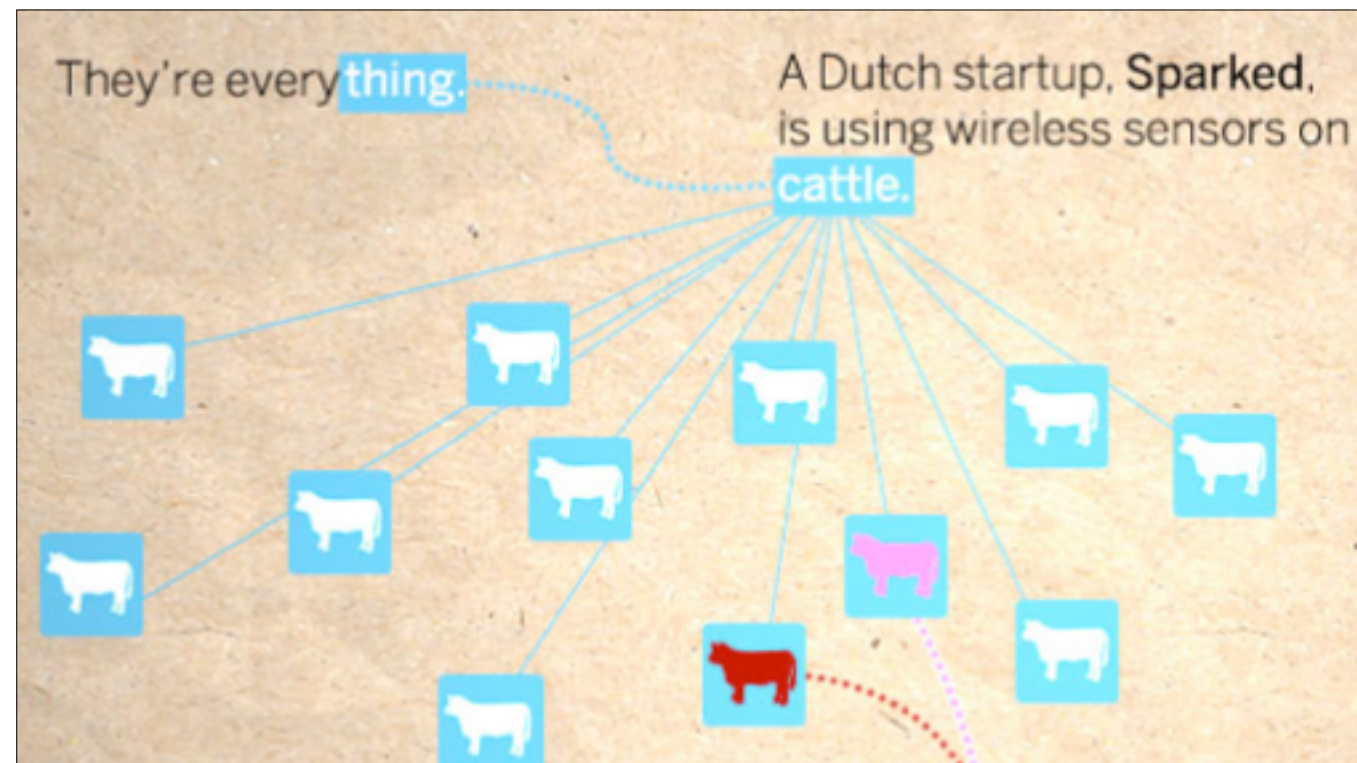 They're everything.
A Dutch startup, Sparked,
is using wireless sensors on
cattle.